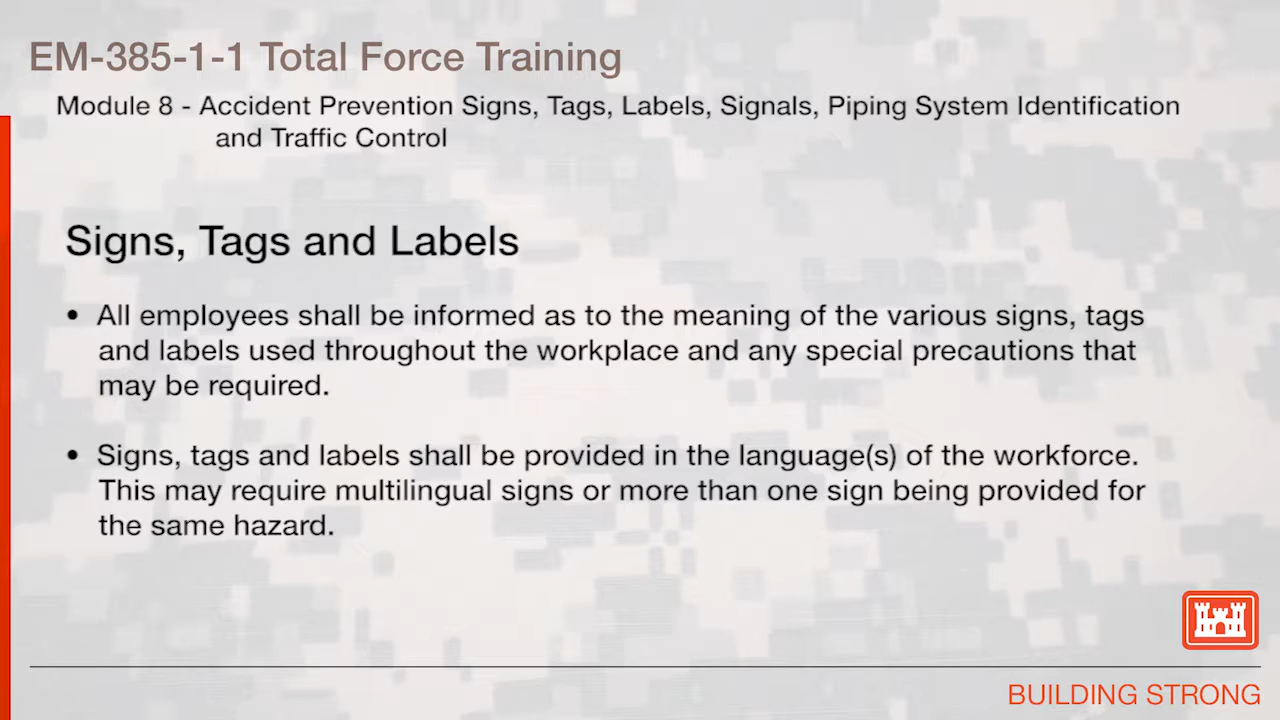 EM-385-1-1 Total Force Training
Module 8 - Accident Prevention Signs, Tags, Labels, Signals, Piping System Identification
and Traffic Control
Signs, Tags and Labels
• All employees shall be informed as to the meaning of the various signs, tags
and labels used throughout the workplace and any special precautions that
may be required.
• Signs, tags and labels shall be provided in the language(s) of the workforce.
This may require multilingual signs or more than one sign being provided for
the same hazard.
BUILDING STRONG